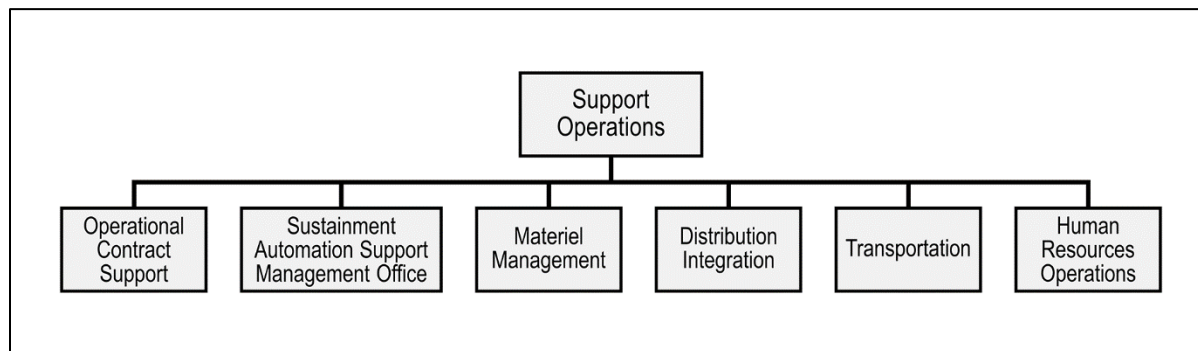 Support
Operations
Operational
Contract
Support
Sustainment
Automation Support
Management Office
Materiel
Management
Distribution
Integration
Transportation
Human
Resources
Operations